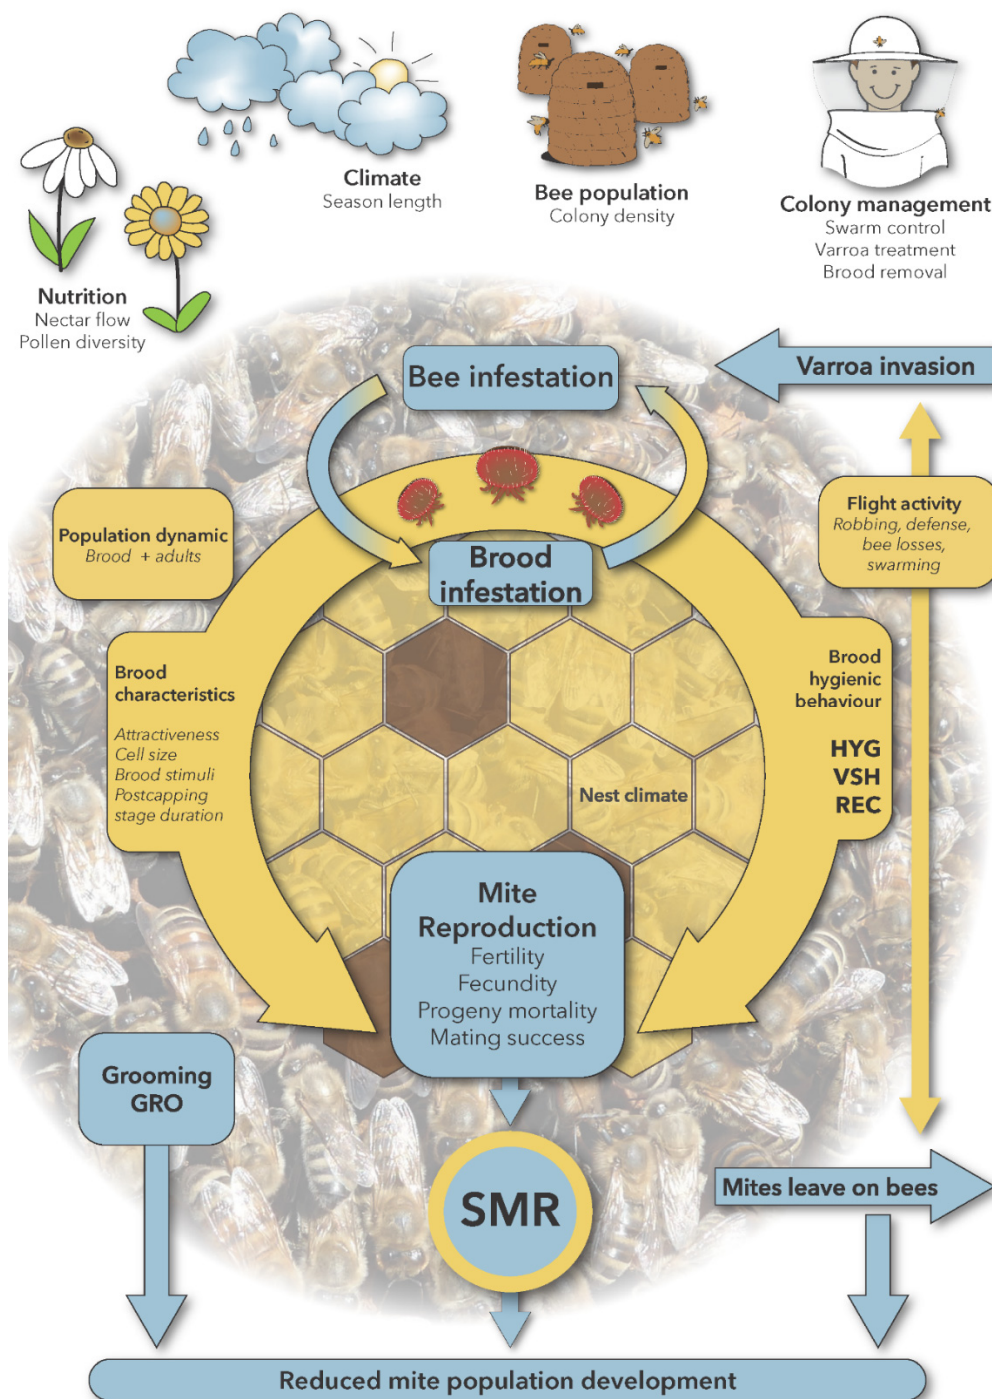 Climate
Season length
Bee population
Colony density
Colony management
Swarm control
Varroa treatment
Brood removal
Nutrition
Nectar flow
Pollen diversity
Bee infestation
Varroa invasion
Population dynamic
Brood + adults
Flight activity
Robbing, defense,
bee losses,
swarming
Brood
infestation
Brood
characteristics
Attractiveness
Cell size
Brood stimuli
Postcapping
stage duration
Brood
hygienic
behaviour
HYG
VSH
REC
Nest climate
Mite
Reproduction
Fertility
Fecundity
Progeny mortality
Mating success
Grooming
GRO
SMR
Mites leave on bees
Reduced mite population development